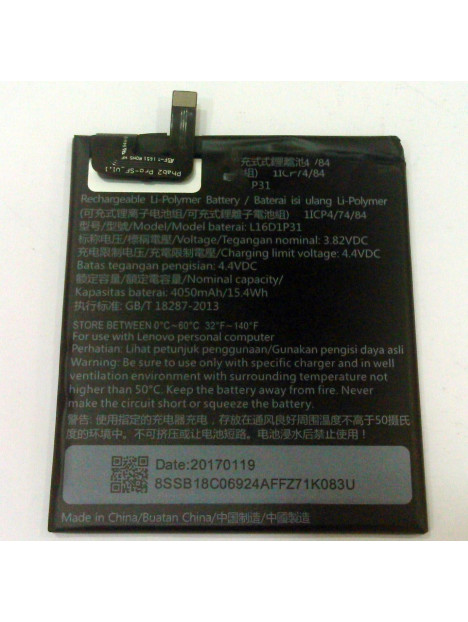 Phab2 Pro-SF_V1.1
充式式鋰離池4/84
组) 1ICP4/74/84
P31
Rechargeable Li-Polymer Battery / Baterai isi ulang Li-Polymer
(可充式鋰离子电池组/可充式鋰離子電池組) 1ICP4/74/84
型号/型號/Model/Model baterai: L16D1P31
标称电压/標稱電壓/Voltage/Tegangan nominal: 3.82VDC
充电限制电压/充電限制電壓/Charging limit voltage: 4.4VDC
Batas tegangan pengisian: 4.4VDC
额定容量/額定容量/Nominal capacity/
Kapasitas baterai: 4050mAh/15.4Wh
执行标准: GB/T 18287-2013
STORE BETWEEN 0°C~60°C 32°F~140°F
For use with Lenovo personal computer
Perhatian: Lihat petunjuk pengguna/Gunakan pengisi daya asli
Warning: Be sure to use only with specific charger and in well
ventilation environment with temperature not
higher than 50°C. Keep the battery away from fire. Never
make the circuit short or squeeze the battery.
警告: 使用指定充电器充电, 存放在通风良好且周围温度不高于50摄氏
度的环境中. 不可挤压或让电池短路. 电池浸水后禁用!
Date:20170119
8SSB18C06924AFFZ71K083U
Made in China/Buatan China/中国制造/中國製造